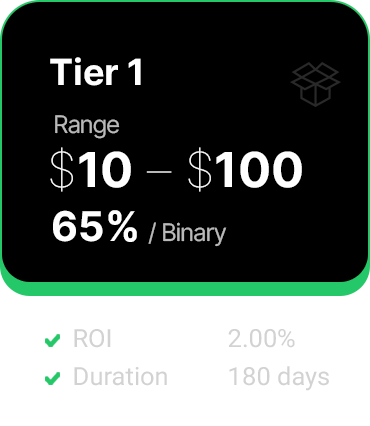 Tier 1
Range
$10 – $100
65% / Binary
ROI 2.00%
Duration 180 days